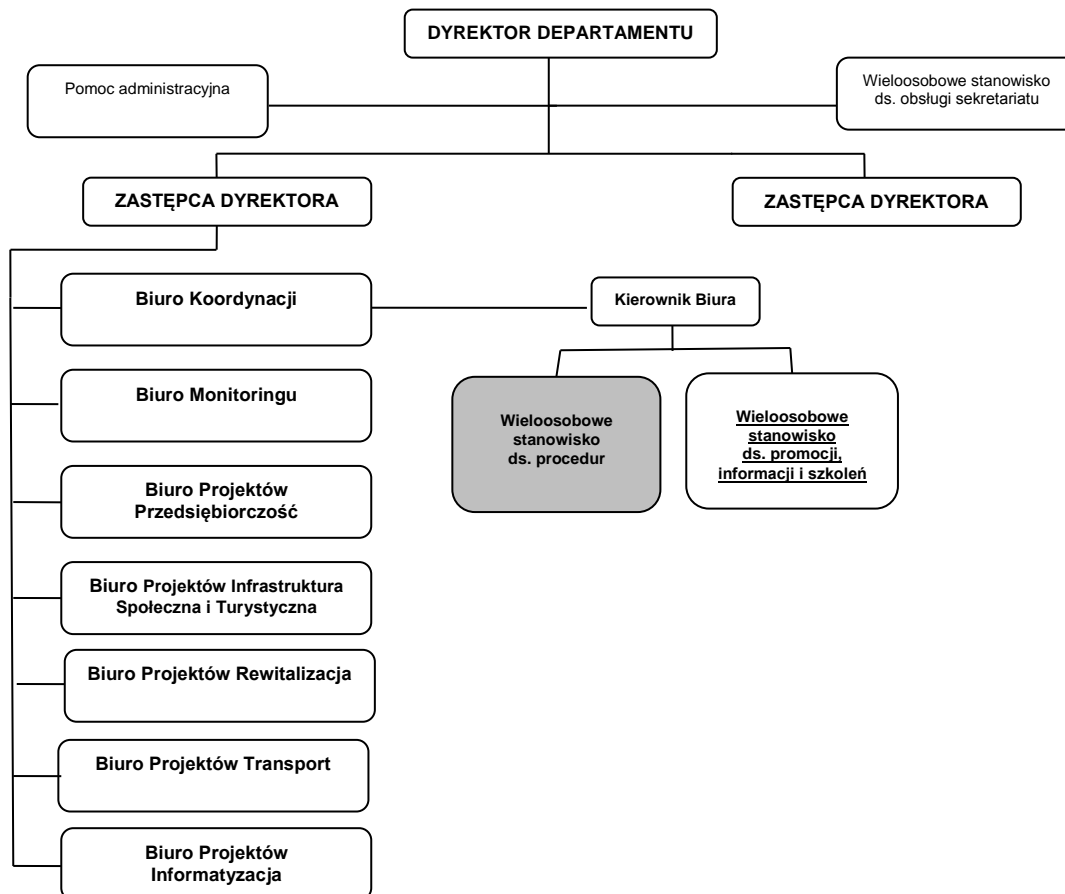 DYREKTOR DEPARTAMENTU
Pomoc administracyjna
Wieloosobowe stanowisko
ds. obsługi sekretariatu
ZASTĘPCA DYREKTORA
ZASTĘPCA DYREKTORA
Biuro Koordynacji
Kierownik Biura
Biuro Monitoringu
Wieloosobowe
stanowisko
ds. procedur
Wieloosobowe
stanowisko
ds. promocji,
informacji i szkoleń
Biuro Projektów
Przedsiębiorczość
Biuro Projektów Infrastruktura
Społeczna i Turystyczna
Biuro Projektów Rewitalizacja
Biuro Projektów Transport
Biuro Projektów
Informatyzacja